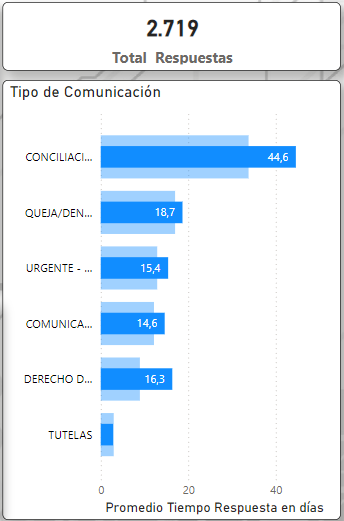 2.719
Total Respuestas
Tipo de Comunicación
CONCILIACI...
44,6
QUEJA/DEN...
18,7
URGENTE - ...
15,4
COMUNICA...
14,6
DERECHO D...
16,3
TUTELAS
0 20 40
Promedio Tiempo Respuesta en días